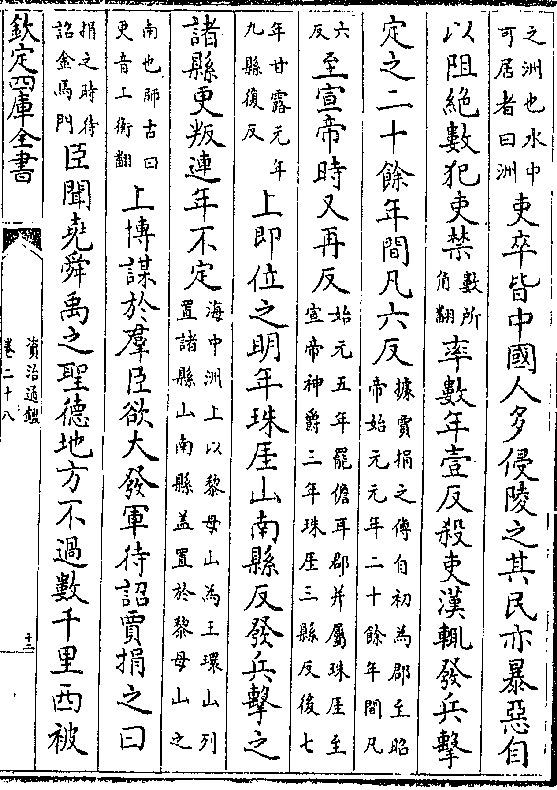 之洲也水中
可居者曰洲
吏卒皆中國人多侵陵之其民亦暴惡自
以阻絶數犯吏禁
數所
角翻
率數年壹反殺吏漢輒發兵擊
定之二十餘年間凡六反
據賈捐之傳自初為郡至昭
帝始元元年二十餘年間凡
六
反
至宣帝時又再反
始元五年罷儋耳郡并屬珠厓至
宣帝神爵三年珠厓三縣反後七
年甘露元年
九縣復反
上即位之明年珠厓山南縣反發兵擊之
諸縣更叛連年不定
海中洲上以黎母山為主環山列
置諸縣山南縣盖置於黎母山之
南也師古曰
更音工衡翻
上博謀於羣臣欲大發軍待詔賈捐之曰
捐之時待
詔金馬門
臣聞堯舜禹之聖德地方不過數千里西被
欽定四庫全書
資治通鑑
卷二十八
十二